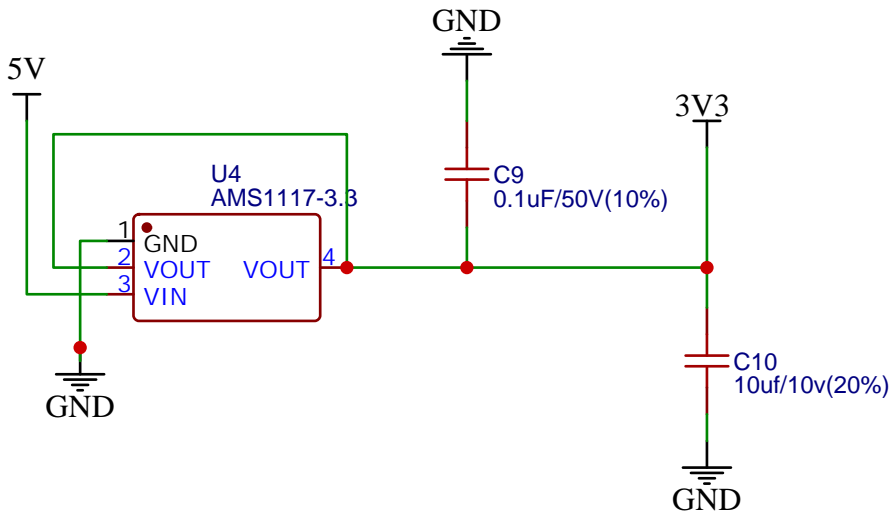 GND
5V
3V3
U4
AMS1117-3.3
C9
0.1uF/50V(10%)
1
GND
2
VOUT
VOUT
4
3
VIN
C10
10uf/10v(20%)
GND
GND